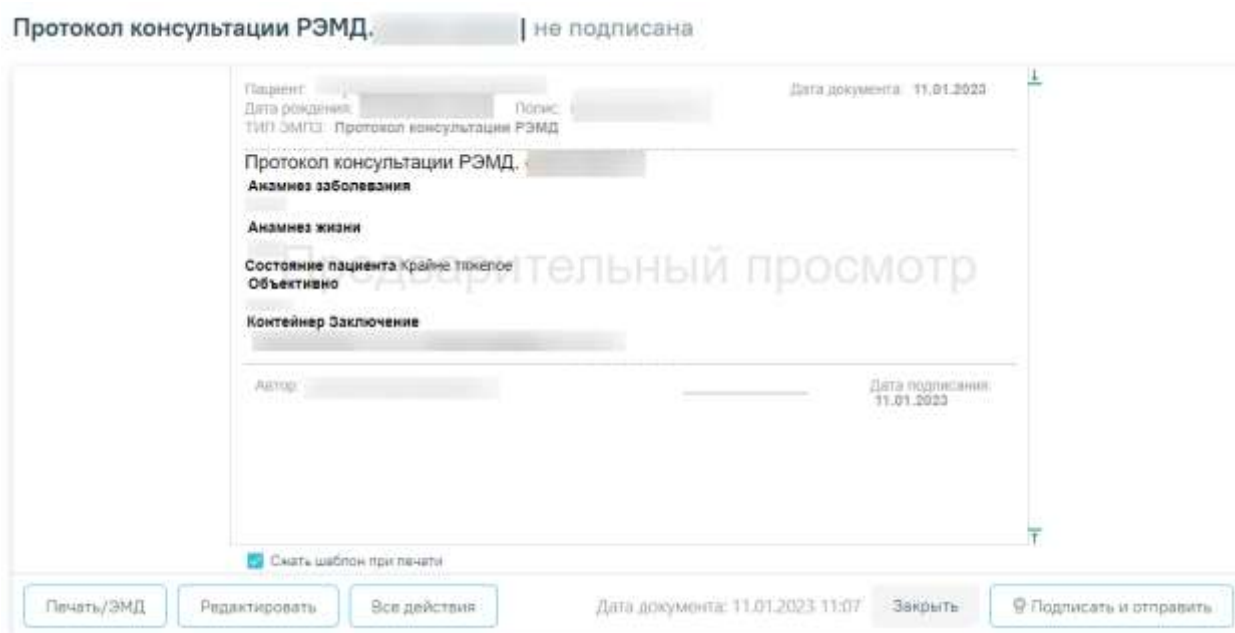 Протокол консультации РЭМД. | не подписана
Пациент: Дата документа: 11.01.2023
Дата рождения: Полис:
ТИП ЭМПЗ: Протокол консультации РЭМД
Протокол консультации РЭМД.
Анамнез заболевания
Анамнез жизни
Предварительный просмотр
Состояние пациента Крайне тяжелое
Объективно
Контейнер Заключение
Автор: Дата подписания:
11.01.2023
Сжать шаблон при печати
Печать/ЭМД Редактировать Все действия Дата документа: 11.01.2023 11:07 Закрыть Подписать и отправить